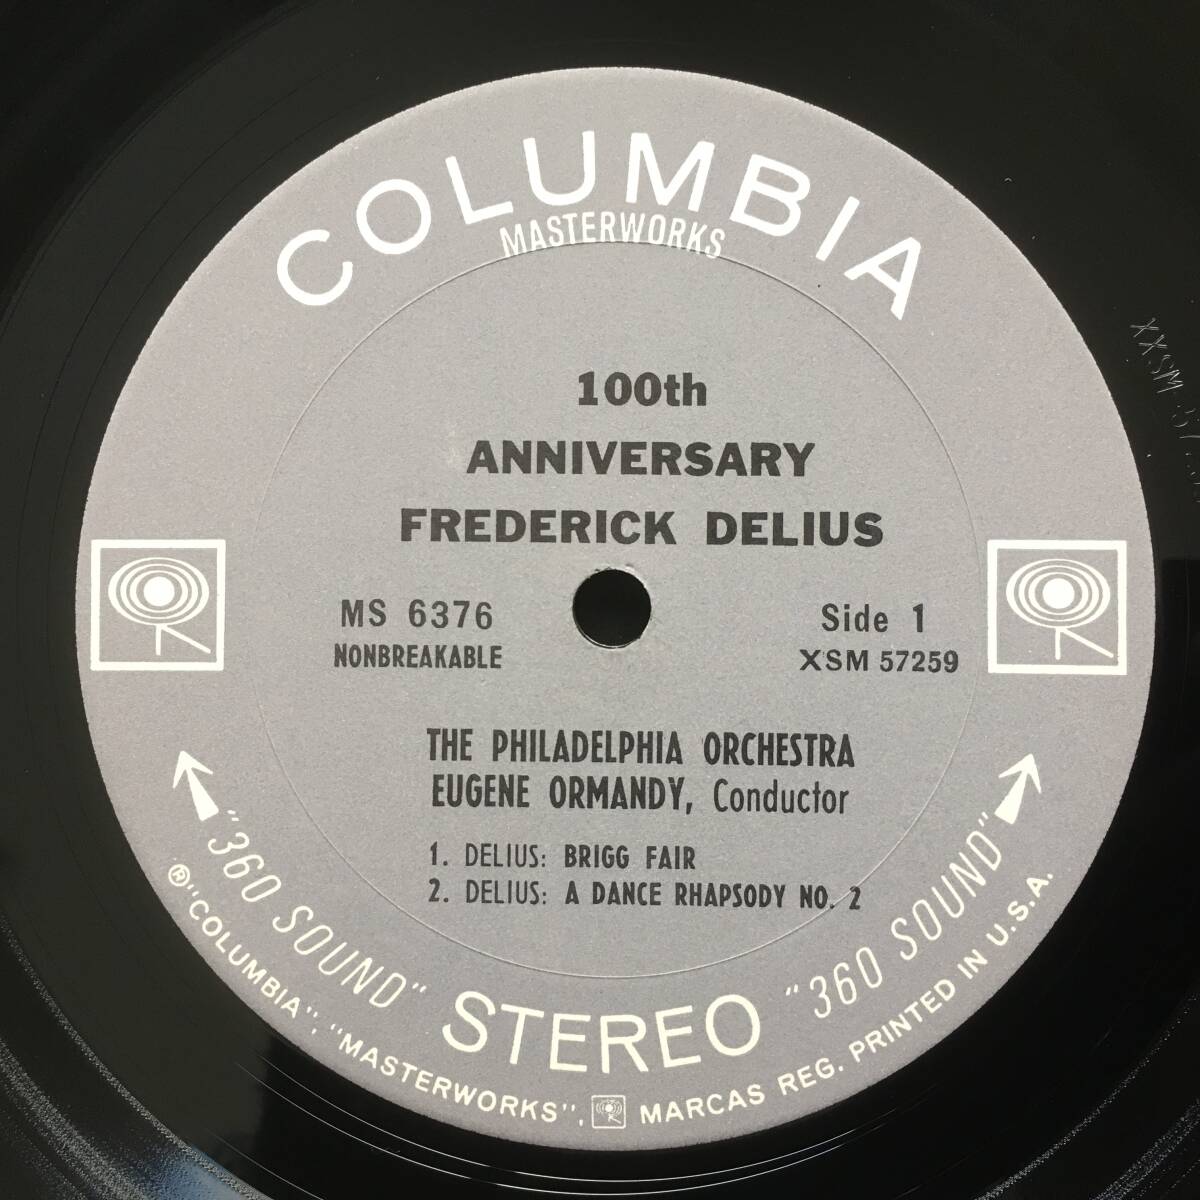 COLUMBIA
MASTERWORKS
100th
ANNIVERSARY
FREDERICK DELIUS
MS 6376
NONBREAKABLE
Side 1
XSM 57259
THE PHILADELPHIA ORCHESTRA
EUGENE ORMANDY, Conductor
1. DELIUS: BRIGG FAIR
2. DELIUS: A DANCE RHAPSODY NO. 2
"360 SOUND" STEREO "360 SOUND"
® "COLUMBIA", "MASTERWORKS", MARCAS REG. PRINTED IN U.S.A.
XXSM